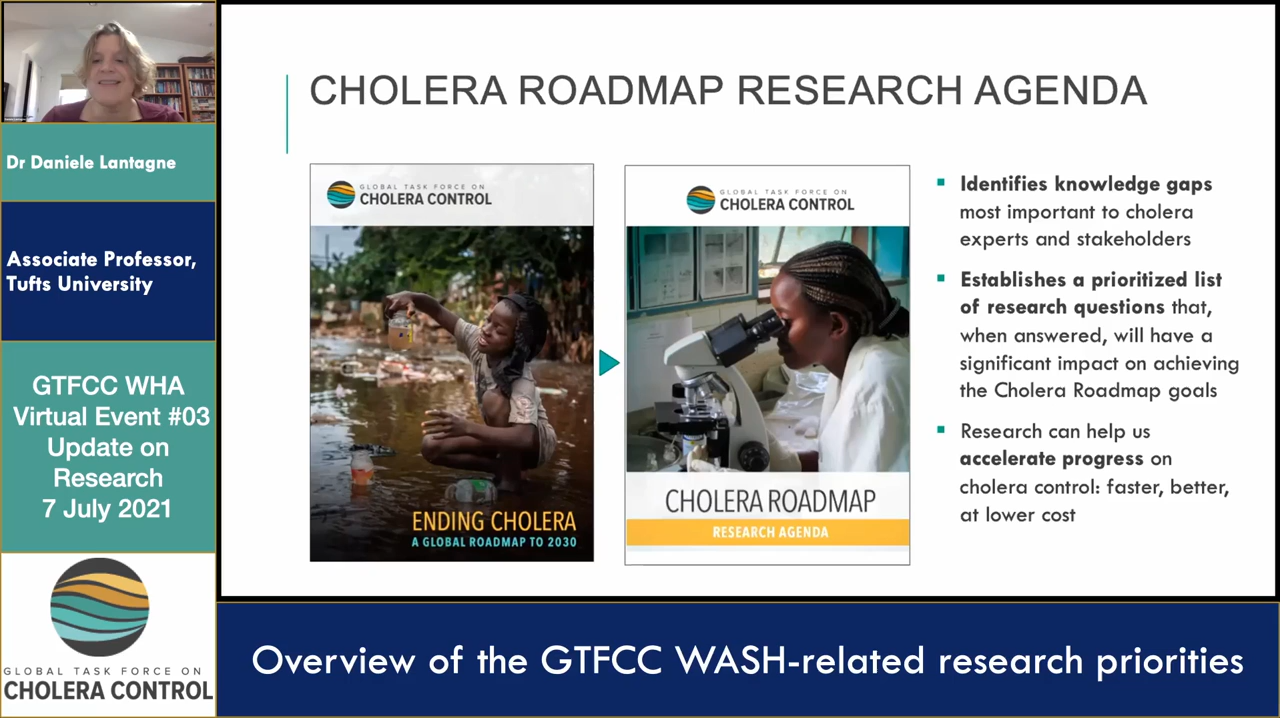 Dr Daniele Lantagne
Associate Professor,
Tufts University
GTFCC WHA
Virtual Event #03
Update on
Research
7 July 2021
GLOBAL TASK FORCE ON
CHOLERA CONTROL
CHOLERA ROADMAP RESEARCH AGENDA
GLOBAL TASK FORCE ON
CHOLERA CONTROL
ENDING CHOLERA
A GLOBAL ROADMAP TO 2030
GLOBAL TASK FORCE ON
CHOLERA CONTROL
CHOLERA ROADMAP
RESEARCH AGENDA
Identifies knowledge gaps
most important to cholera
experts and stakeholders
Establishes a prioritized list
of research questions that,
when answered, will have a
significant impact on achieving
the Cholera Roadmap goals
Research can help us
accelerate progress on
cholera control: faster, better,
at lower cost
Overview of the GTFCC WASH-related research priorities